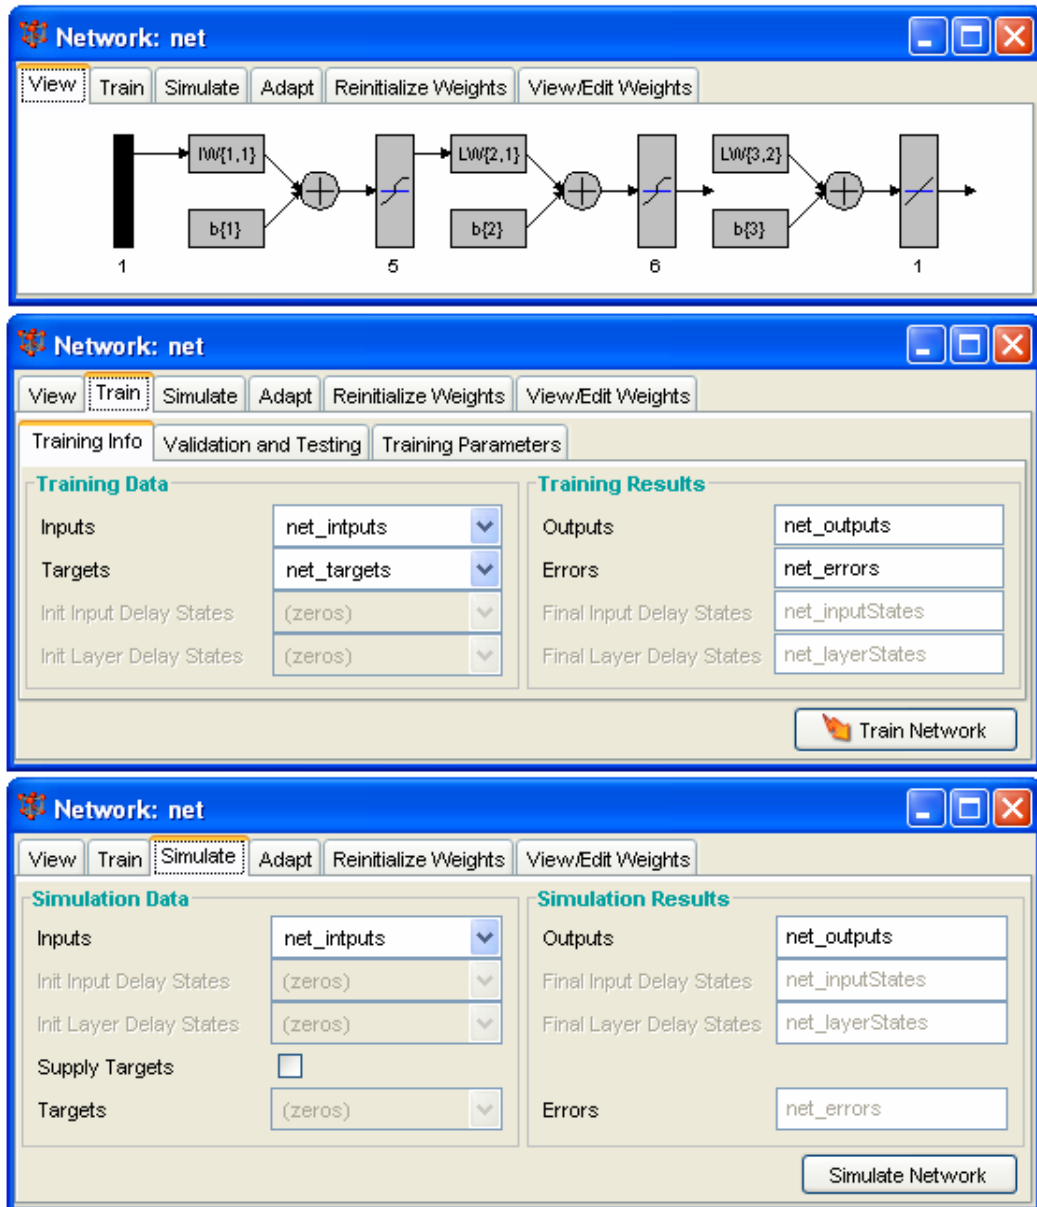 Network: net
View Train Simulate Adapt Reinitialize Weights View/Edit Weights
IW{1,1} LW{2,1} LW{3,2}
b{1} b{2} b{3}
1 5 6 1
Network: net
View Train Simulate Adapt Reinitialize Weights View/Edit Weights
Training Info Validation and Testing Training Parameters
Training Data Training Results
Inputs net_intputs Outputs net_outputs
Targets net_targets Errors net_errors
Init Input Delay States (zeros) Final Input Delay States net_inputStates
Init Layer Delay States (zeros) Final Layer Delay States net_layerStates
Train Network
Network: net
View Train Simulate Adapt Reinitialize Weights View/Edit Weights
Simulation Data Simulation Results
Inputs net_intputs Outputs net_outputs
Init Input Delay States (zeros) Final Input Delay States net_inputStates
Init Layer Delay States (zeros) Final Layer Delay States net_layerStates
Supply Targets
Targets (zeros) Errors net_errors
Simulate Network